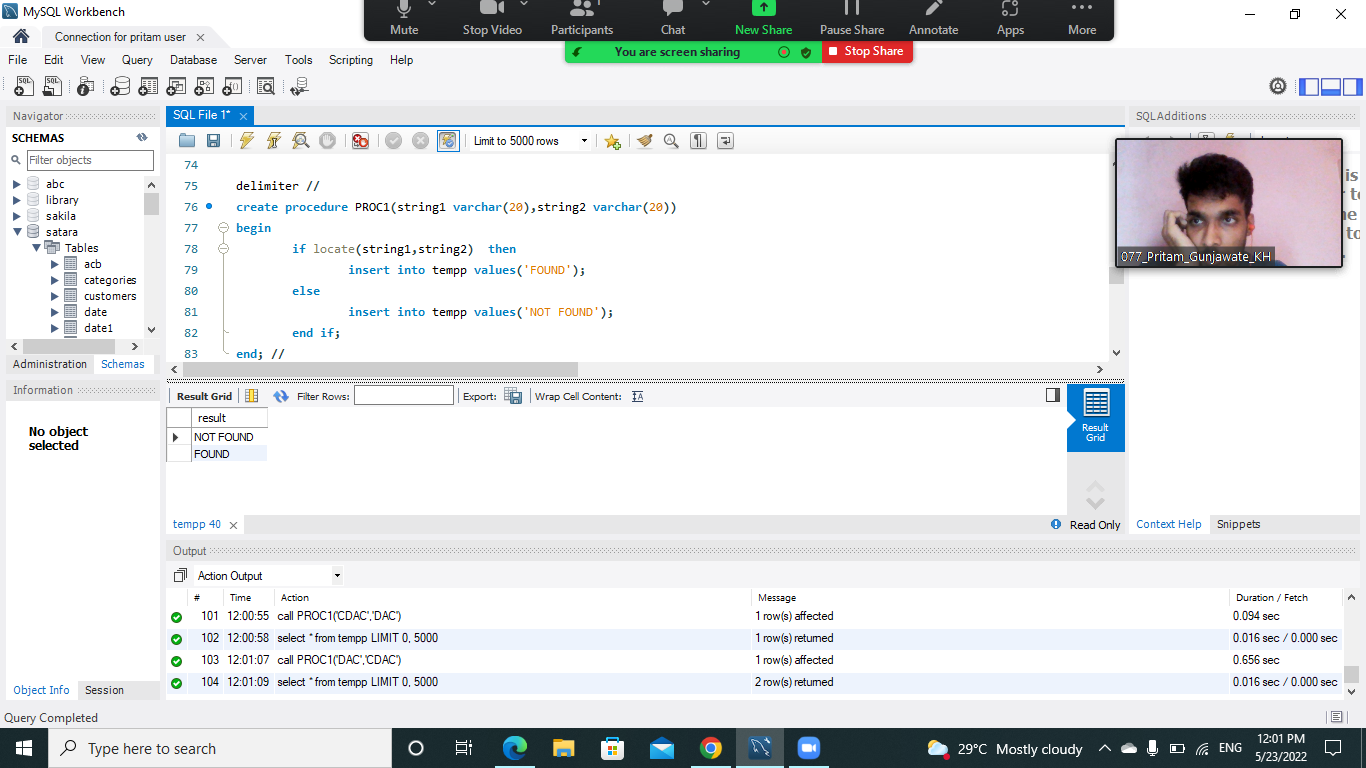 MySQL Workbench
Mute
Stop Video
Participants
1
Chat
New Share
Pause Share
Annotate
Apps
More
You are screen sharing
Stop Share
Connection for pritam user
File Edit View Query Database Server Tools Scripting Help
Navigator
SCHEMAS
Filter objects
abc
library
sakila
satara
Tables
acb
categories
customers
date
date1
Administration Schemas
Information
No object
selected
Object Info Session
SQL File 1*
Limit to 5000 rows
74
75 delimiter //
76 create procedure PROC1(string1 varchar(20),string2 varchar(20))
77 begin
78 if locate(string1,string2)  then
79 insert into tempp values('FOUND');
80 else
81 insert into tempp values('NOT FOUND');
82 end if;
83 end; //
Result Grid Filter Rows: Export: Wrap Cell Content:
result
NOT FOUND
FOUND
Result
Grid
tempp 40
Read Only
SQLAdditions
is
to
077_Pritam_Gunjawate_KH
Context Help Snippets
Output
Action Output
# Time Action Message Duration / Fetch
101 12:00:55 call PROC1('CDAC','DAC') 1 row(s) affected 0.094 sec
102 12:00:58 select * from tempp LIMIT 0, 5000 1 row(s) returned 0.016 sec / 0.000 sec
103 12:01:07 call PROC1('DAC','CDAC') 1 row(s) affected 0.656 sec
104 12:01:09 select * from tempp LIMIT 0, 5000 2 row(s) returned 0.016 sec / 0.000 sec
Query Completed
Type here to search
29°C Mostly cloudy
ENG
12:01 PM
5/23/2022